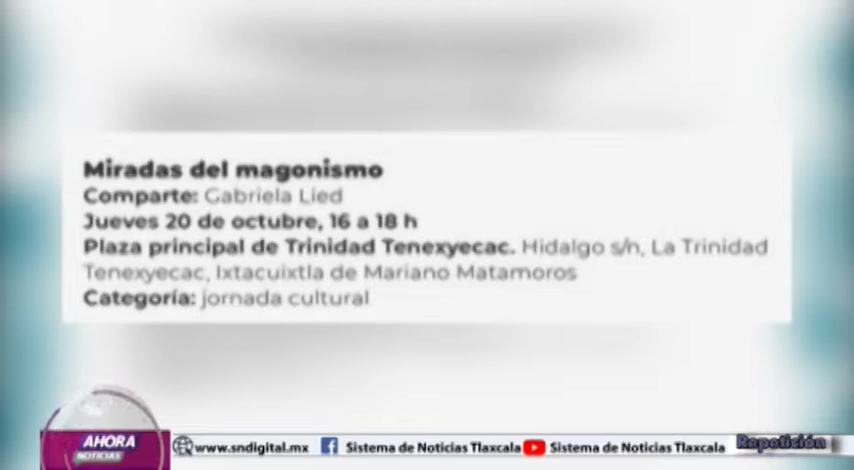 Miradas del magonismo
Comparte: Gabriela Lied
Jueves 20 de octubre, 16 a 18 h
Plaza principal de Trinidad Tenexyecac. Hidalgo s/n, La Trinidad
Tenexyecac, Ixtacuixtla de Mariano Matamoros
Categoría: jornada cultural
AHORA
NOTICIAS
www.sndigital.mx
Sistema de Noticias Tlaxcala
Sistema de Noticias Tlaxcala
Repetición